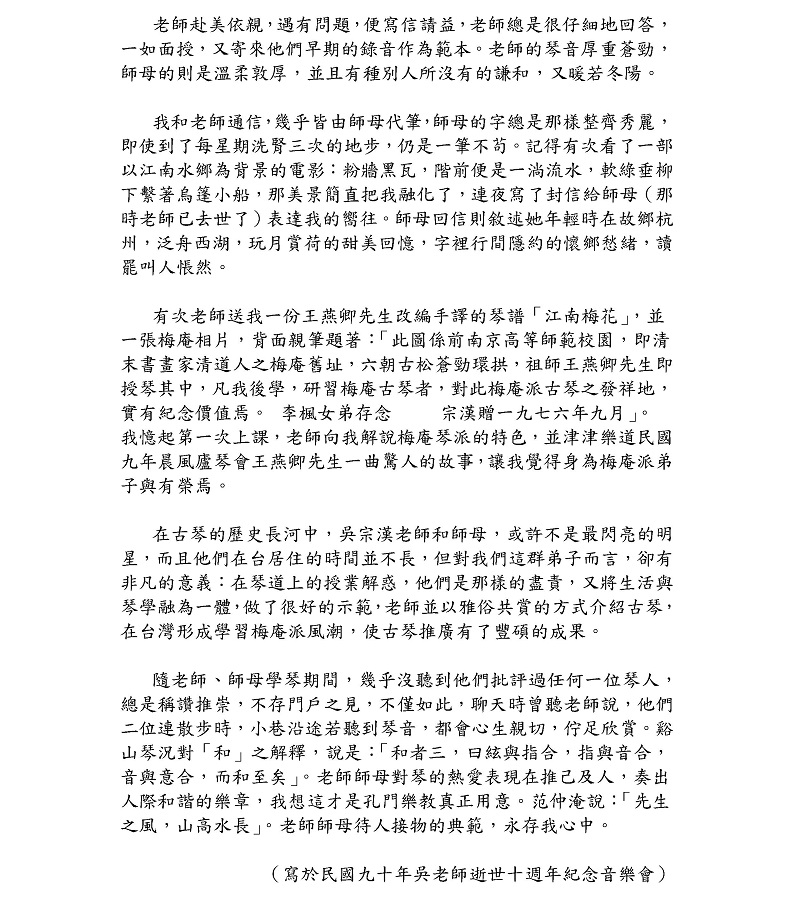 老師赴美依親，遇有問題，便寫信請益，老師總是很仔細地回答，
一如面授，又寄來他們早期的錄音作為範本。老師的琴音厚重蒼勁，
師母的則是溫柔敦厚，並且有種別人所沒有的謙和，又暖若冬陽。
我和老師通信，幾乎皆由師母代筆，師母的字總是那樣整齊秀麗，
即使到了每星期洗腎三次的地步，仍是一筆不苟。記得有次看了一部
以江南水鄉為背景的電影：粉牆黑瓦，階前便是一淌流水，軟綠垂柳
下繫著烏篷小船，那美景簡直把我融化了，連夜寫了封信給師母（那
時老師已去世了）表達我的嚮往。師母回信則敘述她年輕時在故鄉杭
州，泛舟西湖，玩月賞荷的甜美回憶，字裡行間隱約的懷鄉愁緒，讀
罷叫人悵然。
有次老師送我一份王燕卿先生改編手譯的琴譜「江南梅花」，並
一張梅庵相片，背面親筆題著：「此圖係前南京高等師範校園，即清
末書畫家清道人之梅庵舊址，六朝古松蒼勁環拱，祖師王燕卿先生即
授琴其中，凡我後學，研習梅庵古琴者，對此梅庵派古琴之發祥地，
實有紀念價值焉。 李楓女弟存念 宗漢贈一九七六年九月」。
我憶起第一次上課，老師向我解說梅庵琴派的特色，並津津樂道民國
九年晨風廬琴會王燕卿先生一曲驚人的故事，讓我覺得身為梅庵派弟
子與有榮焉。
在古琴的歷史長河中，吳宗漢老師和師母，或許不是最閃亮的明
星，而且他們在台居住的時間並不長，但對我們這群弟子而言，卻有
非凡的意義：在琴道上的授業解惑，他們是那樣的盡責，又將生活與
琴學融為一體，做了很好的示範，老師並以雅俗共賞的方式介紹古琴，
在台灣形成學習梅庵派風潮，使古琴推廣有了豐碩的成果。
隨老師、師母學琴期間，幾乎沒聽到他們批評過任何一位琴人，
總是稱讚推崇，不存門戶之見，不僅如此，聊天時曾聽老師說，他們
二位連散步時，小巷沿途若聽到琴音，都會心生親切，佇足欣賞。谿
山琴況對「和」之解釋，說是：「和者三，曰絃與指合，指與音合，
音與意合，而和至矣」。老師師母對琴的熱愛表現在推己及人，奏出
人際和諧的樂章，我想這才是孔門樂教真正用意。范仲淹說：「先生
之風，山高水長」。老師師母待人接物的典範，永存我心中。
（寫於民國九十年吳老師逝世十週年紀念音樂會）